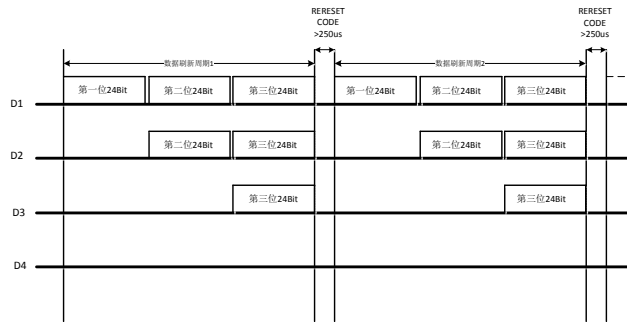 RERESET
CODE
>250us
RERESET
CODE
>250us
数据刷新周期1
数据刷新周期2
D1
第一位24Bit
第二位24Bit
第三位24Bit
第一位24Bit
第二位24Bit
第三位24Bit
D2
第二位24Bit
第三位24Bit
第二位24Bit
第三位24Bit
D3
第三位24Bit
第三位24Bit
D4